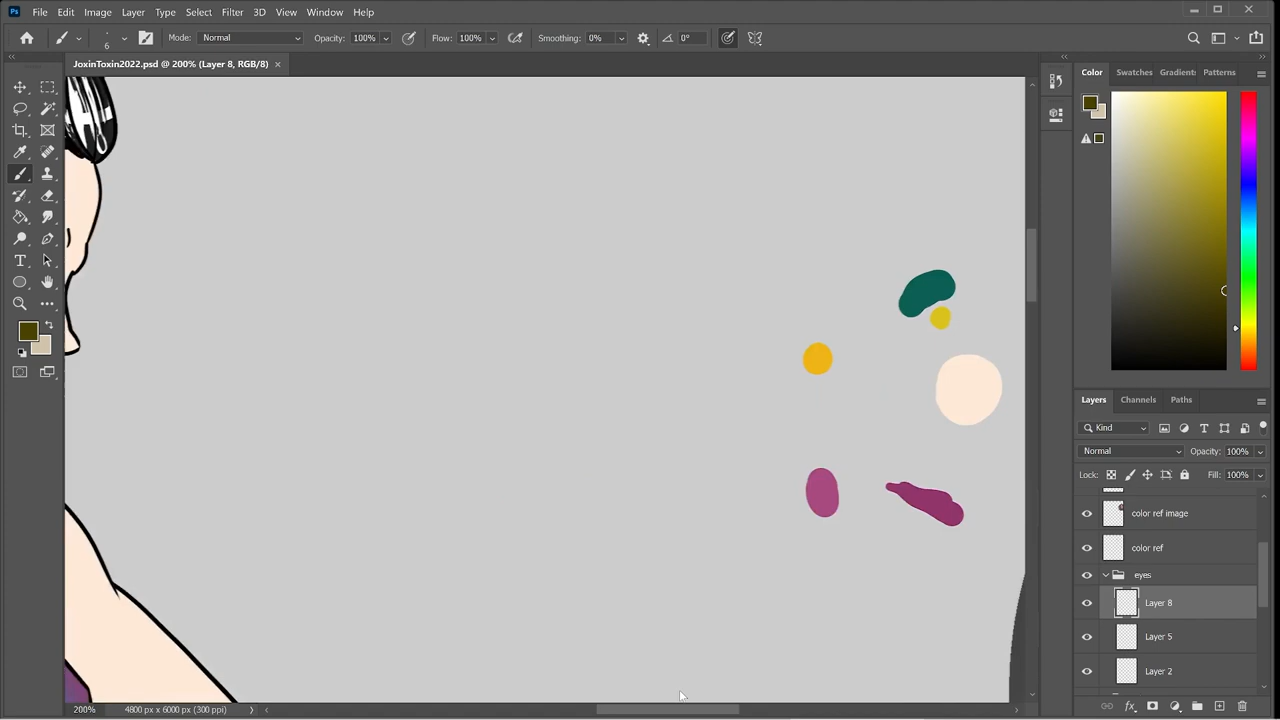 Ps File Edit Image Layer Type Select Filter 3D View Window Help
6 Mode: Normal Opacity: 100% Flow: 100% Smoothing: 0% 0°
JoxinToxin2022.psd @ 200% (Layer 8, RGB/8)
Color Swatches Gradient: Patterns
Layers Channels Paths
Kind
Normal Opacity: 100%
Lock: Fill: 100%
color ref image
color ref
eyes
Layer 8
Layer 5
Layer 2
200% 4800 px x 6000 px (300 ppi)